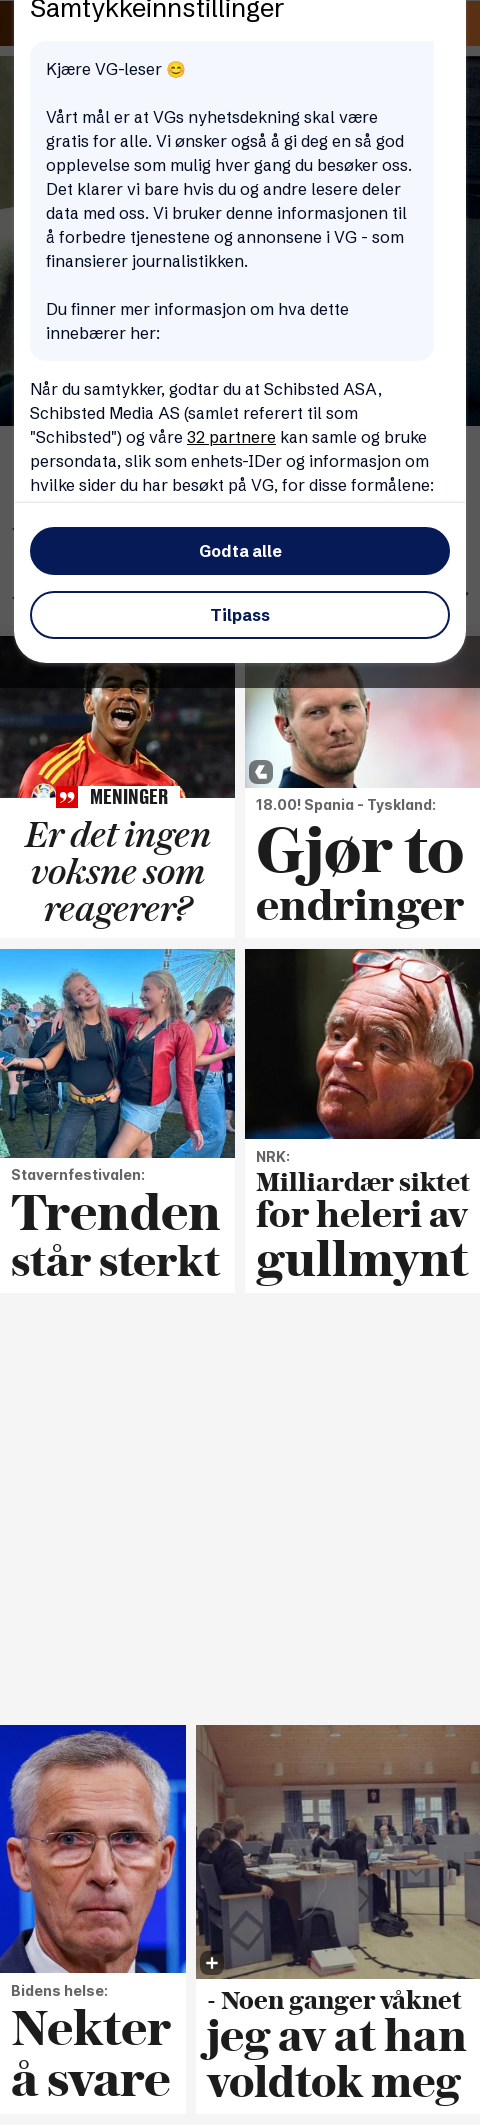 Samtykkeinnstillinger
Kjære VG-leser 😊
Vårt mål er at VGs nyhetsdekning skal være
gratis for alle. Vi ønsker også å gi deg en så god
opplevelse som mulig hver gang du besøker oss.
Det klarer vi bare hvis du og andre lesere deler
data med oss. Vi bruker denne informasjonen til
å forbedre tjenestene og annonsene i VG - som
finansierer journalistikken.
Du finner mer informasjon om hva dette
innebærer her:
Når du samtykker, godtar du at Schibsted ASA,
Schibsted Media AS (samlet referert til som
"Schibsted") og våre 32 partnere kan samle og bruke
persondata, slik som enhets-IDer og informasjon om
hvilke sider du har besøkt på VG, for disse formålene:
Godta alle
Tilpass
MENINGER
Er det ingen
voksne som
reagerer?
18.00! Spania - Tyskland:
Gjør to
endringer
Stavernfestivalen:
Trenden
står sterkt
NRK:
Milliardær siktet
for heleri av
gullmynt
Bidens helse:
Nekter
å svare
- Noen ganger våknet
jeg av at han
voldtok meg